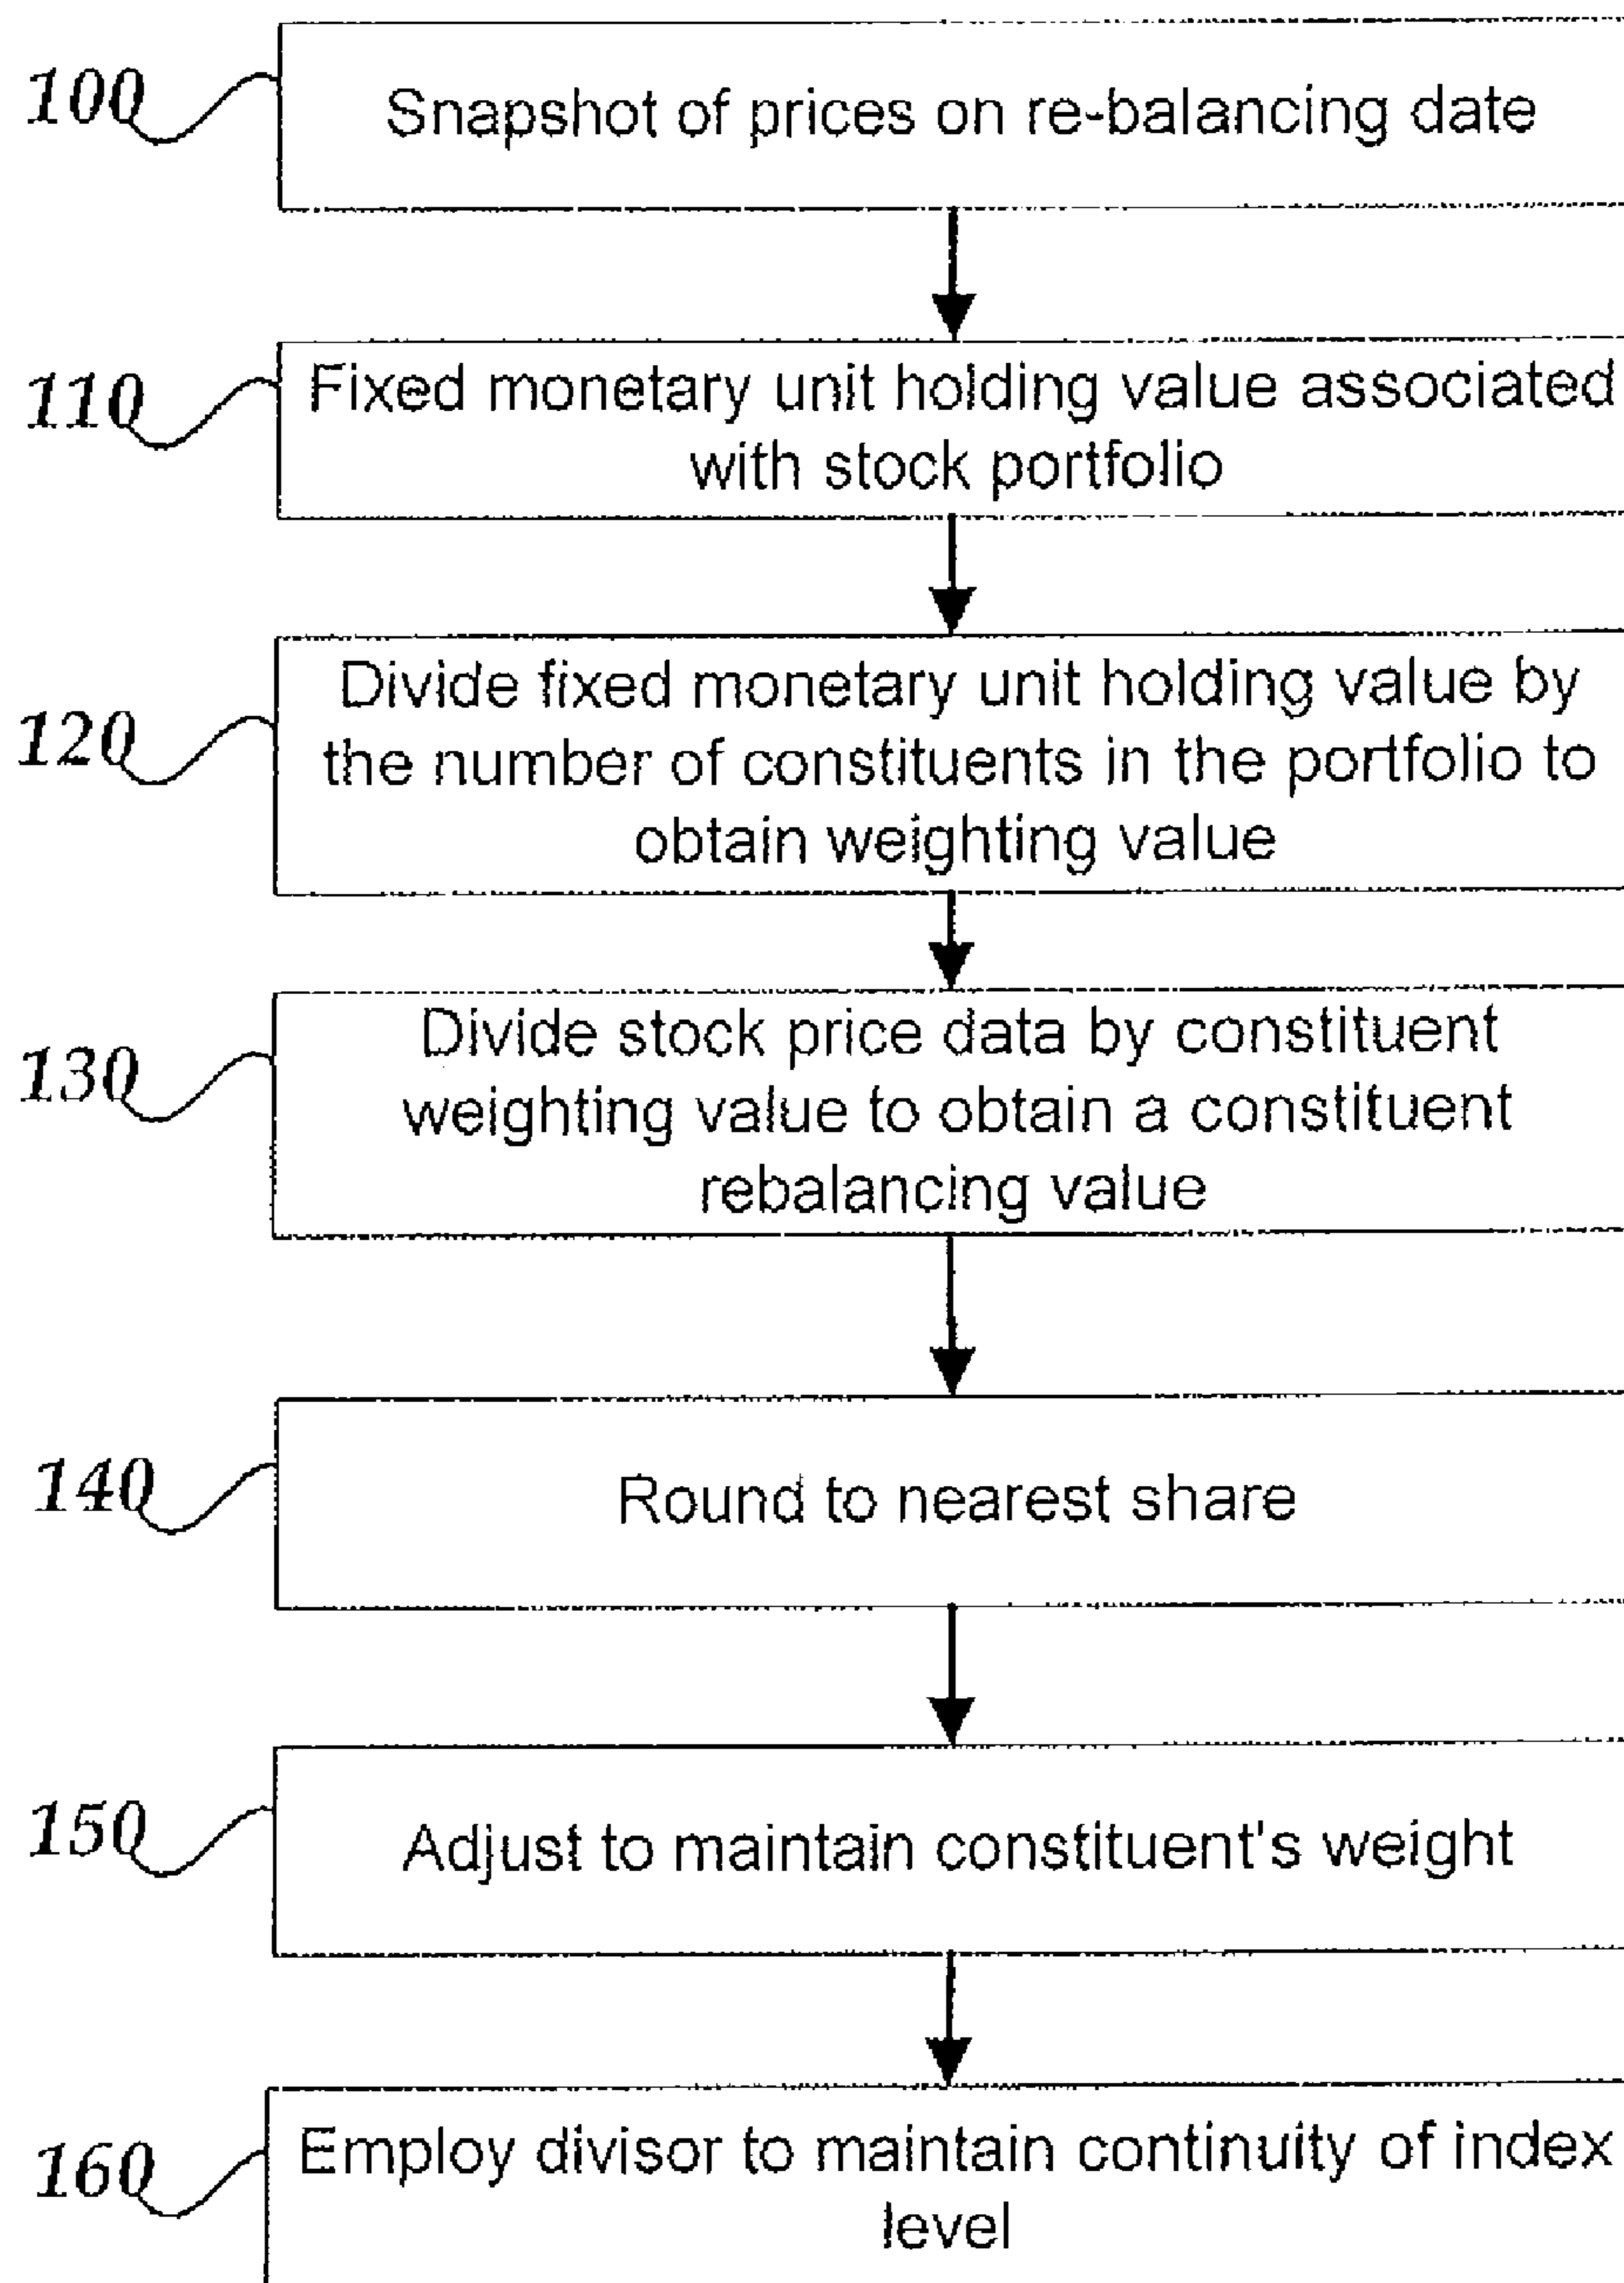 100
Snapshot of prices on re-balancing date
110
Fixed monetary unit holding value associated
with stock portfolio
120
Divide fixed monetary unit holding value by
the number of constituents in the portfolio to
obtain weighting value
130
Divide stock price data by constituent
weighting value to obtain a constituent
rebalancing value
140
Round to nearest share
150
Adjust to maintain constituent's weight
160
Employ divisor to maintain continuity of index
level